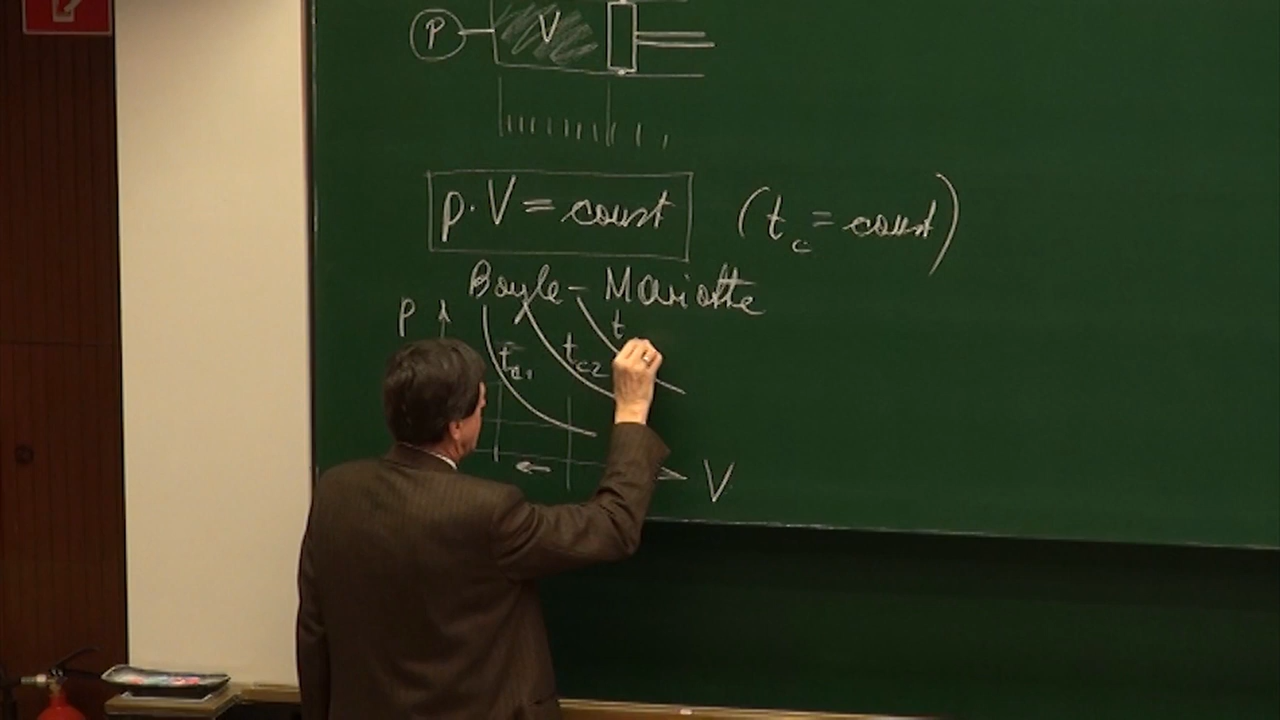 P V
p · V = const (t_c = const)
Boyle - Mariotte
p
t_c1 t_c2 t
V